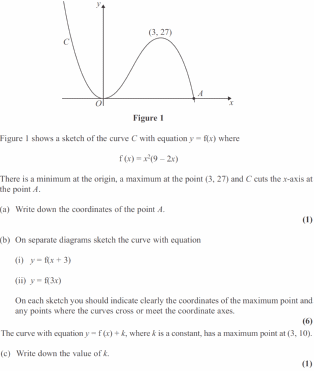 y
(3, 27)
C
A
O
x
Figure 1
Figure 1 shows a sketch of the curve C with equation y = f(x) where
f (x) = x²(9 – 2x)
There is a minimum at the origin, a maximum at the point (3, 27) and C cuts the x-axis at
the point A.
(a) Write down the coordinates of the point A.
(1)
(b) On separate diagrams sketch the curve with equation
(i) y = f(x + 3)
(ii) y = f(3x)
On each sketch you should indicate clearly the coordinates of the maximum point and
any points where the curves cross or meet the coordinate axes.
(6)
The curve with equation y = f (x) + k, where k is a constant, has a maximum point at (3, 10).
(c) Write down the value of k.
(1)